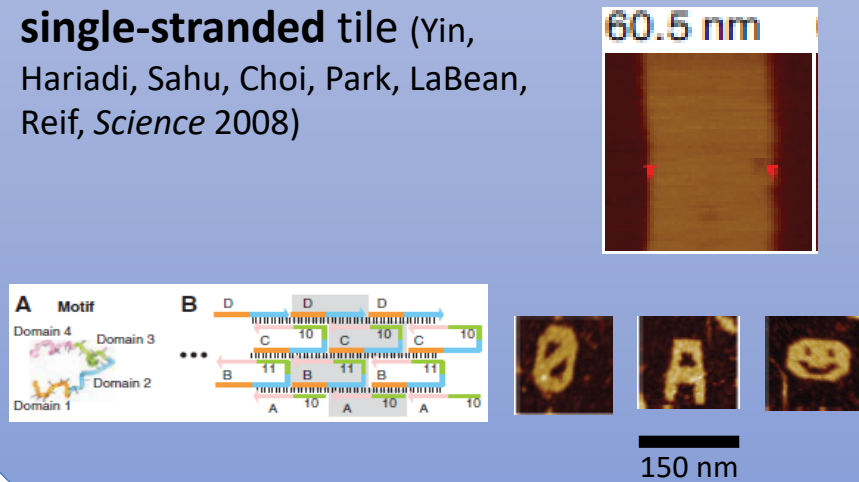 single-stranded tile (Yin,
Hariadi, Sahu, Choi, Park, LaBean,
Reif, Science 2008)
60.5 nm
A Motif
Domain 4
Domain 3
Domain 2
Domain 1
B
D D D
C 10 C 10 C 10
11 11 11
B B B
A 10 A 10 A 10
150 nm